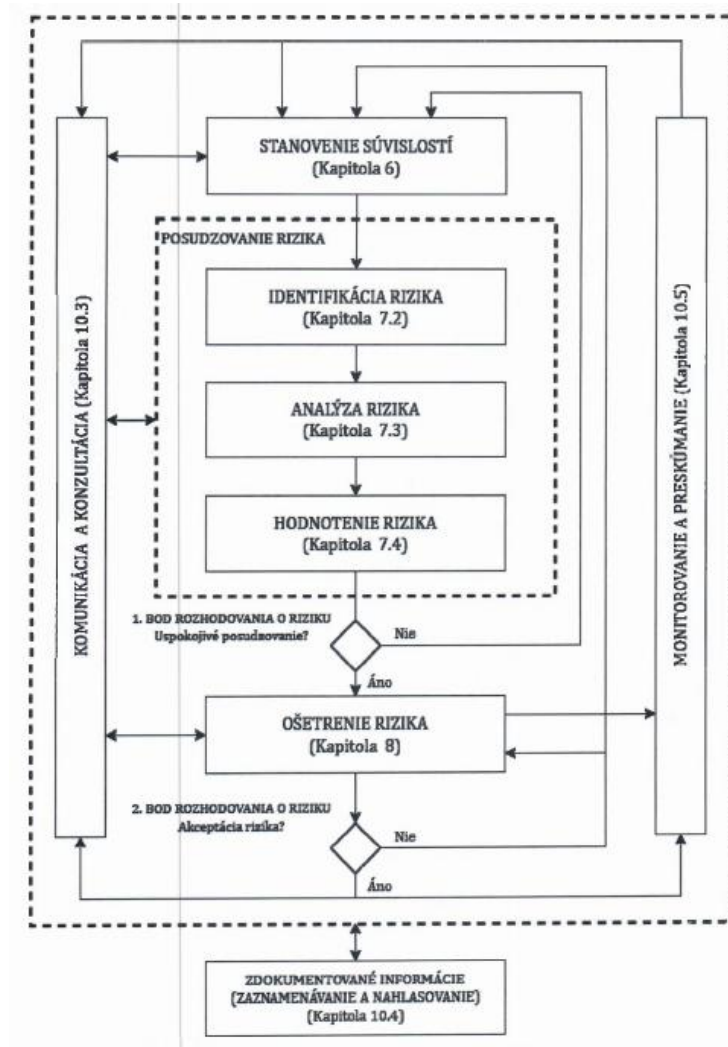 STANOVENIE SÚVISLOSTÍ
(Kapitola 6)
POSUDZOVANIE RIZIKA
IDENTIFIKÁCIA RIZIKA
(Kapitola 7.2)
ANALÝZA RIZIKA
(Kapitola 7.3)
HODNOTENIE RIZIKA
(Kapitola 7.4)
KOMUNIKÁCIA A KONZULTÁCIA (Kapitola 10.3)
MONITOROVANIE A PRESKÚMANIE (Kapitola 10.5)
1. BOD ROZHODOVANIA O RIZIKU
Uspokojivé posudzovanie?
Nie
Áno
OŠETRENIE RIZIKA
(Kapitola 8)
2. BOD ROZHODOVANIA O RIZIKU
Akceptácia rizika?
Nie
Áno
ZDOKUMENTOVANÉ INFORMÁCIE
(ZAZNAMENÁVANIE A NAHLASOVANIE)
(Kapitola 10.4)